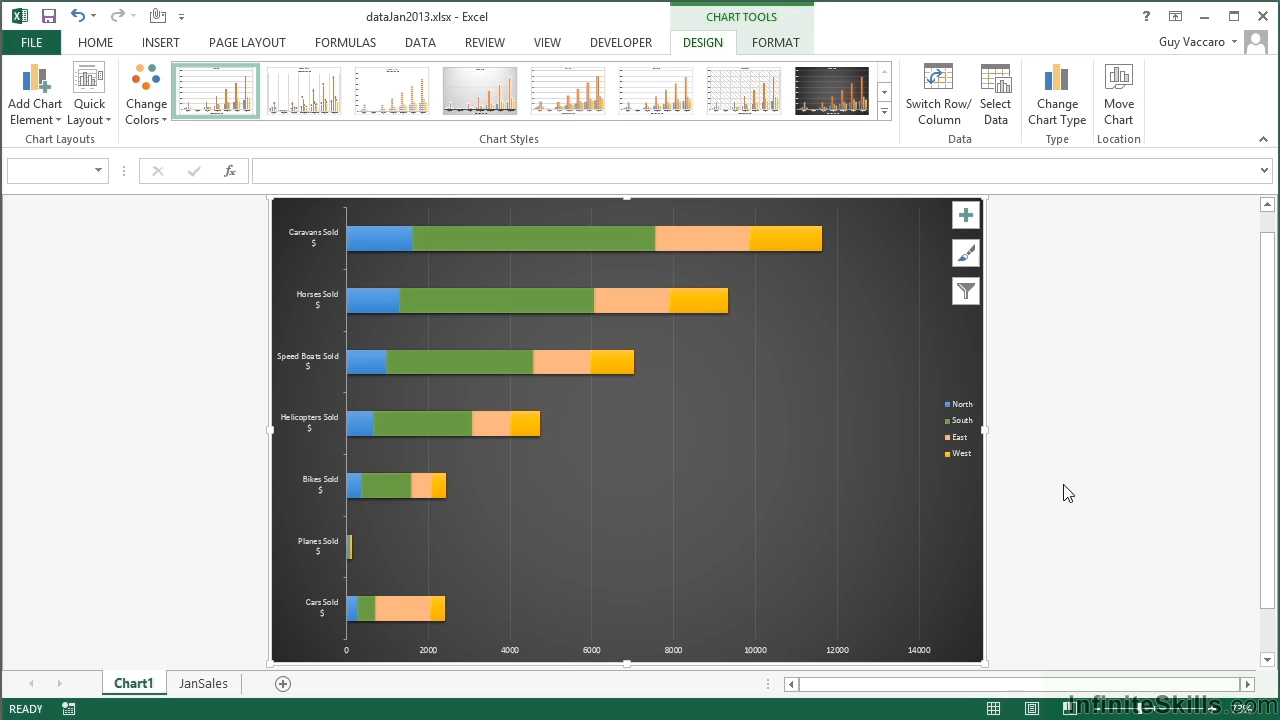 dataJan2013.xlsx - Excel
CHART TOOLS
FILE HOME INSERT PAGE LAYOUT FORMULAS DATA REVIEW VIEW DEVELOPER DESIGN FORMAT Guy Vaccaro
Add Chart Element
Quick Layout
Change Colors
Switch Row/ Column
Select Data
Change Chart Type
Move Chart
Chart Layouts Chart Styles Data Type Location
fx
Caravans Sold
$
Horses Sold
$
Speed Boats Sold
$
Helicopters Sold
$
Bikes Sold
$
Planes Sold
$
Cars Sold
$
North
South
East
West
0 2000 4000 6000 8000 10000 12000 14000
Chart1 JanSales
READY
InfiniteSkills.com
73%